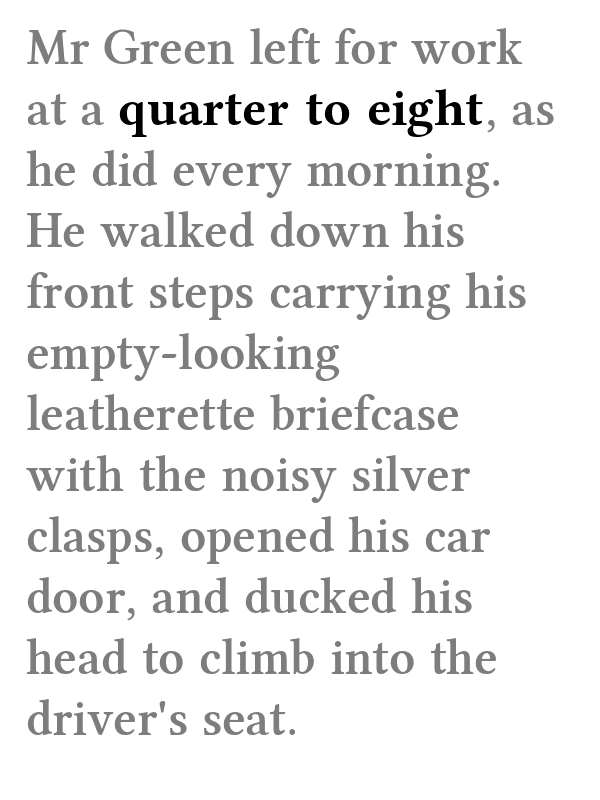 Mr Green left for work
at a quarter to eight, as
he did every morning.
He walked down his
front steps carrying his
empty-looking
leatherette briefcase
with the noisy silver
clasps, opened his car
door, and ducked his
head to climb into the
driver's seat.